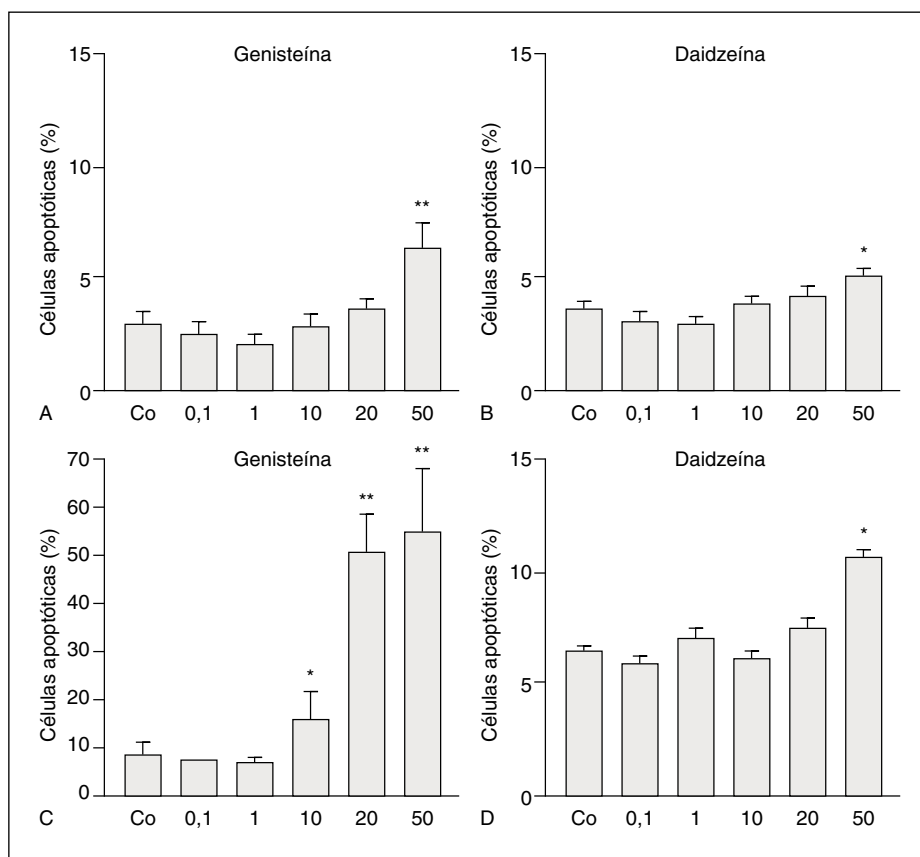 Genisteína
Células apoptóticas (%)
15
10
5
0
**
A
Co 0,1 1 10 20 50
Daidzeína
Células apoptóticas (%)
15
10
5
0
*
B
Co 0,1 1 10 20 50
Genisteína
Células apoptóticas (%)
70
60
50
40
30
20
10
0
*
**
**
C
Co 0,1 1 10 20 50
Daidzeína
Células apoptóticas (%)
15
10
5
0
*
D
Co 0,1 1 10 20 50